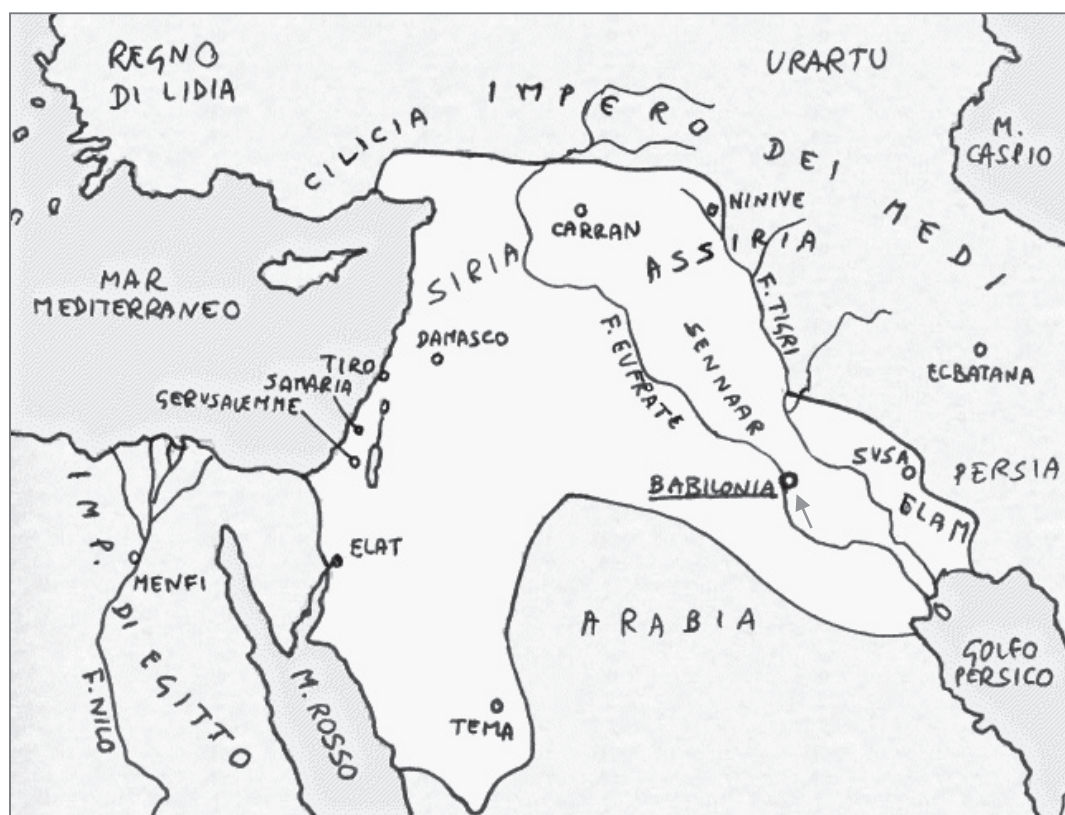 REGNO
DI LIDIA
URARTU
IMPERO DEI MEDI
M.
CASPIO
CILICIA
NINIVE
CARRAN
ASSIRIA
MAR
MEDITERRANEO
SIRIA
F. TIGRI
DAMASCO
F. EUFRATE
SENNAAR
ECBATANA
TIRO
SAMARIA
GERUSALEMME
SUSA
PERSIA
BABILONIA
ELAM
IMP. DI EGITTO
ELAT
MENFI
ARABIA
GOLFO
PERSICO
F. NILO
M. ROSSO
TEMA